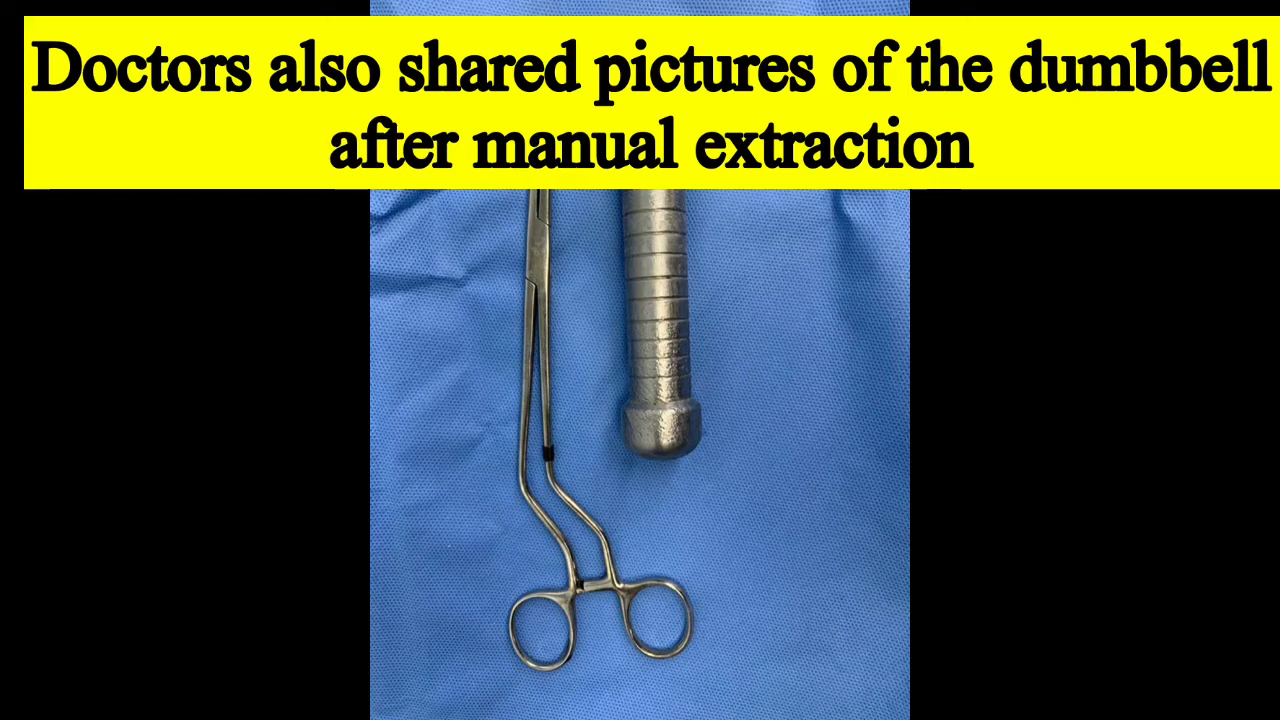 Doctors also shared pictures of the dumbbell
after manual extraction